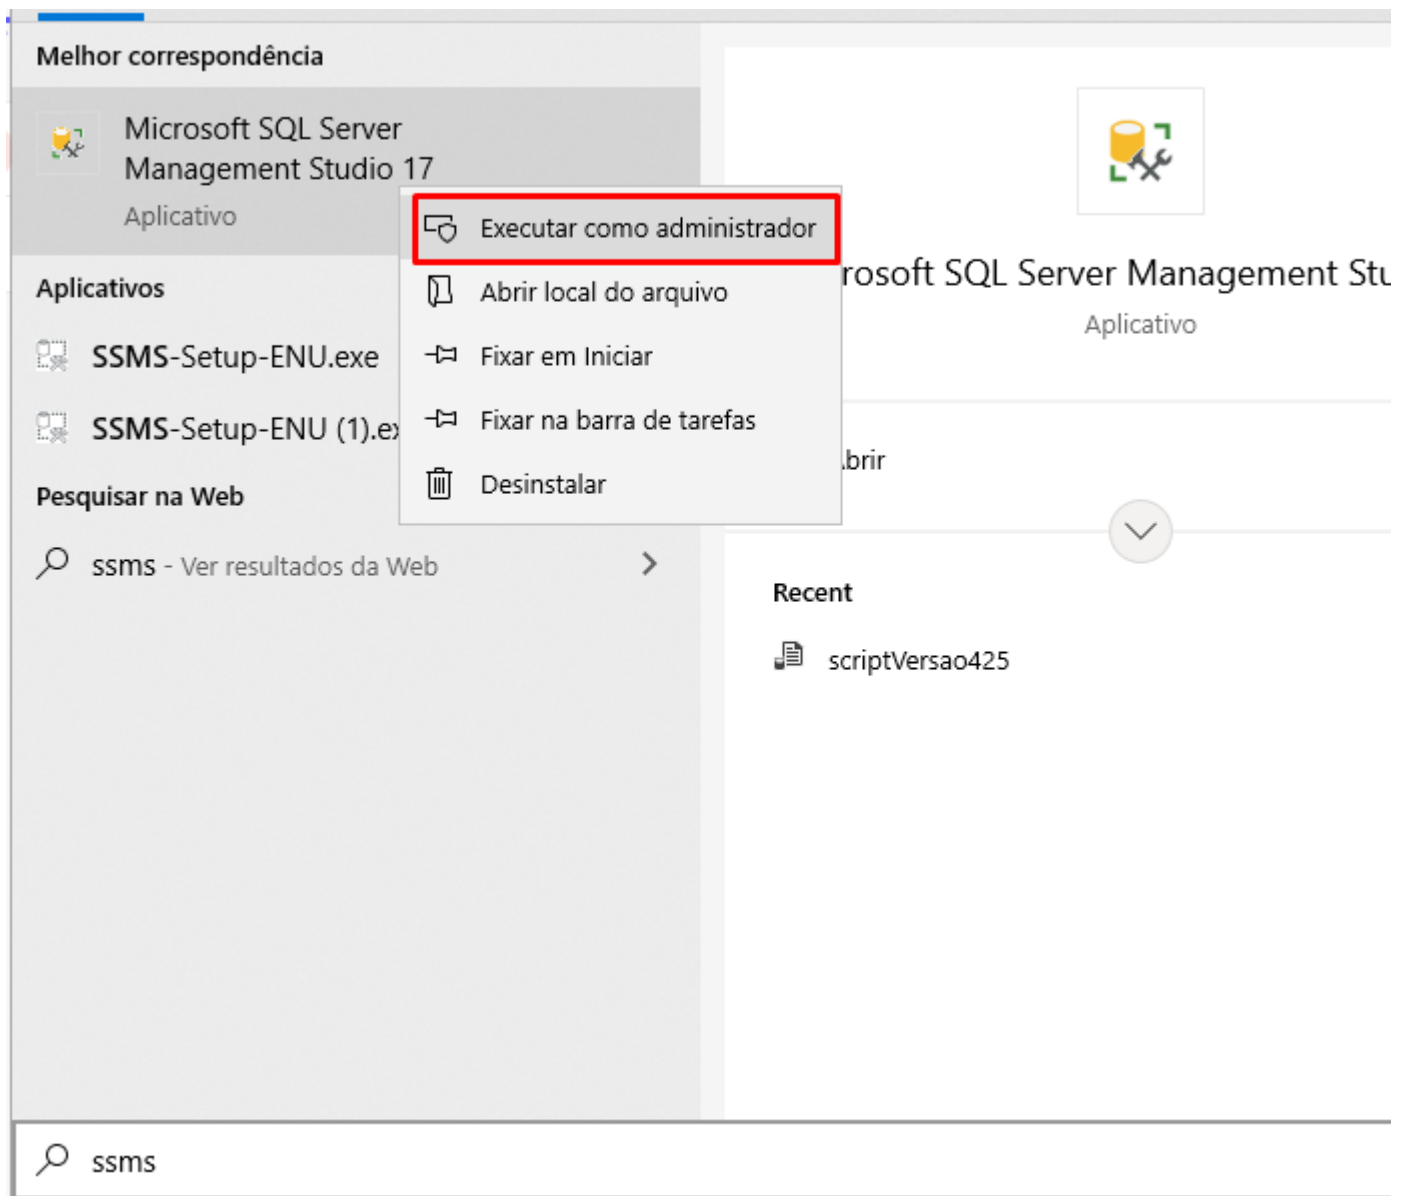 Melhor correspondência
Microsoft SQL Server
Management Studio 17
Aplicativo
Executar como administrador
Abrir local do arquivo
Fixar em Iniciar
Fixar na barra de tarefas
Desinstalar
Aplicativos
SSMS-Setup-ENU.exe
SSMS-Setup-ENU (1).ex
Pesquisar na Web
ssms - Ver resultados da Web
rosoft SQL Server Management Stu
Aplicativo
brir
Recent
scriptVersao425
ssms